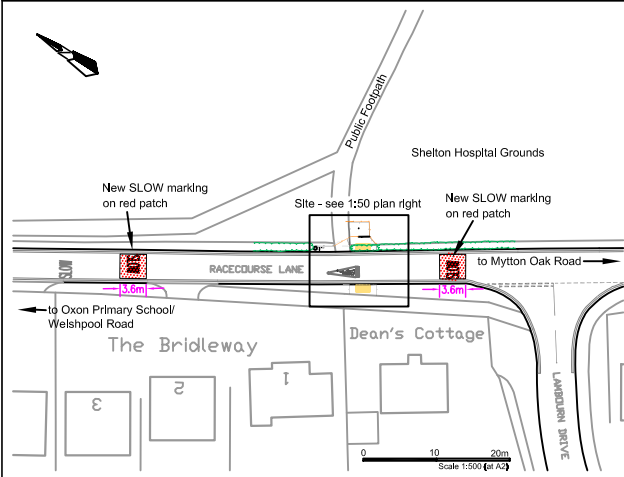 Public Footpath
Shelton Hospital Grounds
New SLOW marking
on red patch
Site - see 1:50 plan right
New SLOW marking
on red patch
SLOW
SLOW
RACECOURSE LANE
SLOW
to Mytton Oak Road
3.6m
3.6m
to Oxon Primary School/
Welshpool Road
The Bridleway
Dean's Cottage
3
2
1
LAMBOURN DRIVE
0 10 20m
Scale 1:500 (at A2)